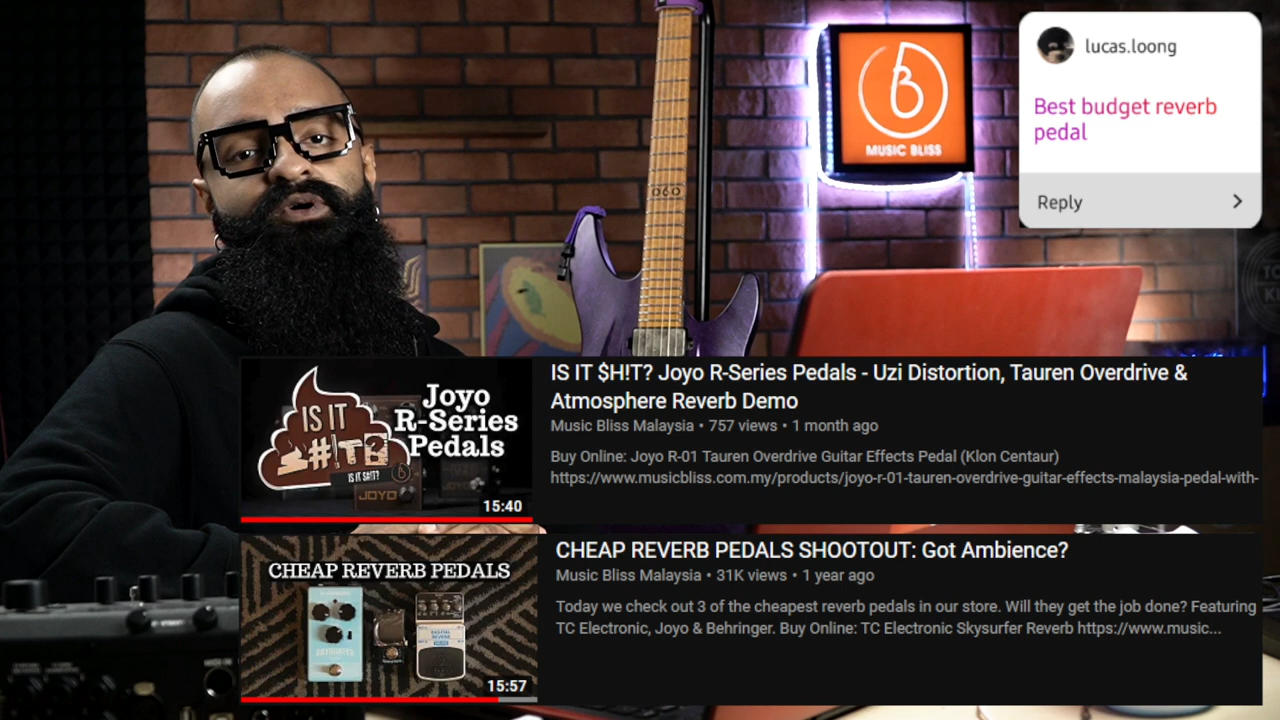 lucas.loong
Best budget reverb
pedal
Reply
MUSIC BLISS
IS IT $H!T? Joyo R-Series Pedals - Uzi Distortion, Tauren Overdrive &
Atmosphere Reverb Demo
Music Bliss Malaysia • 757 views • 1 month ago
Buy Online: Joyo R-01 Tauren Overdrive Guitar Effects Pedal (Klon Centaur)
https://www.musicbliss.com.my/products/joyo-r-01-tauren-overdrive-guitar-effects-malaysia-pedal-with-
IS IT
Joyo
R-Series
Pedals
IS IT $H!T?
JOYO
15:40
CHEAP REVERB PEDALS SHOOTOUT: Got Ambience?
Music Bliss Malaysia • 31K views • 1 year ago
Today we check out 3 of the cheapest reverb pedals in our store. Will they get the job done? Featuring
TC Electronic, Joyo & Behringer. Buy Online: TC Electronic Skysurfer Reverb https://www.music...
CHEAP REVERB PEDALS
15:57